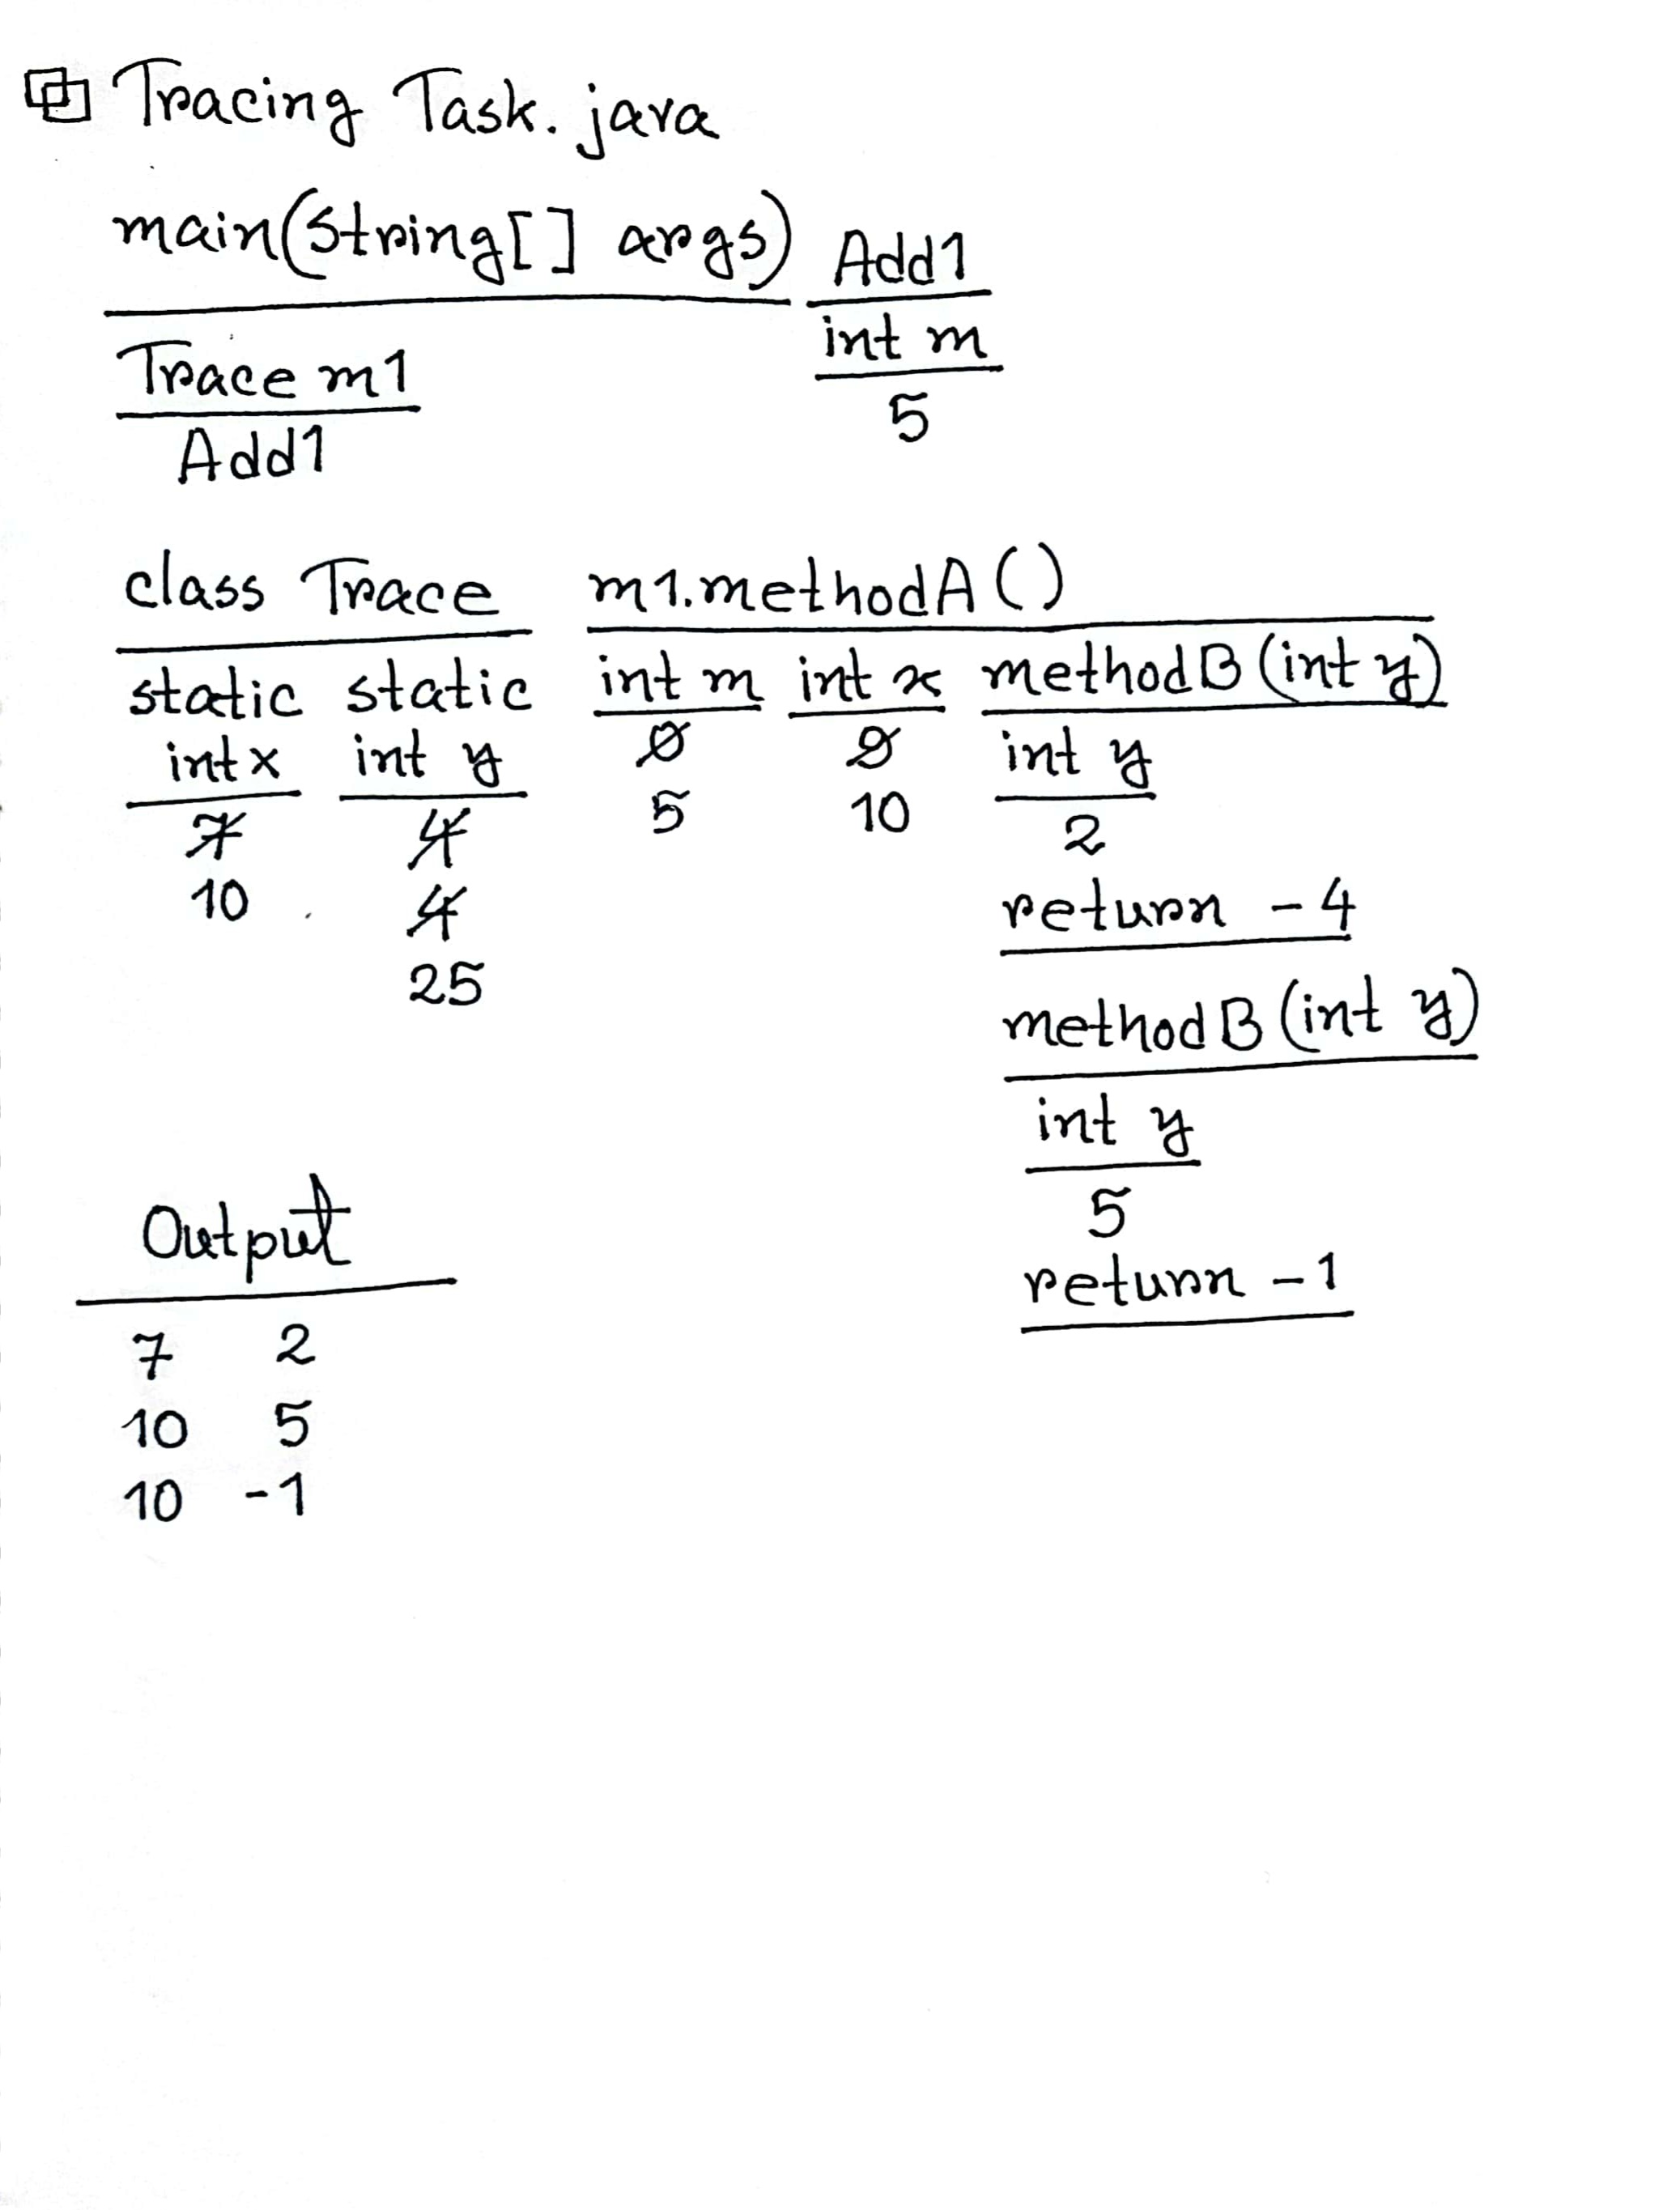 Tracing Task.java
main(String[] args) Add1
Trace m1 int m
Add1 5
class Trace m1.methodA()
static static int m int x methodB(int y)
int x int y 0 9 int y
7 4 5 10 2
10 4 return -4
25 methodB(int y)
int y
5
return -1
Output
7 2
10 5
10 -1